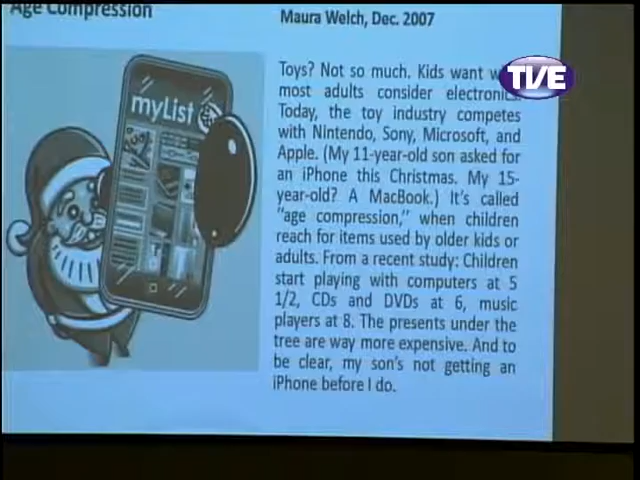 Age Compression
Maura Welch, Dec. 2007
TVE
myList
Toys? Not so much. Kids want
most adults consider electronics.
Today, the toy industry competes
with Nintendo, Sony, Microsoft, and
Apple. (My 11-year-old son asked for
an iPhone this Christmas. My 15-
year-old? A MacBook.) It's called
"age compression," when children
reach for items used by older kids or
adults. From a recent study: Children
start playing with computers at 5
1/2, CDs and DVDs at 6, music
players at 8. The presents under the
tree are way more expensive. And to
be clear, my son's not getting an
iPhone before I do.